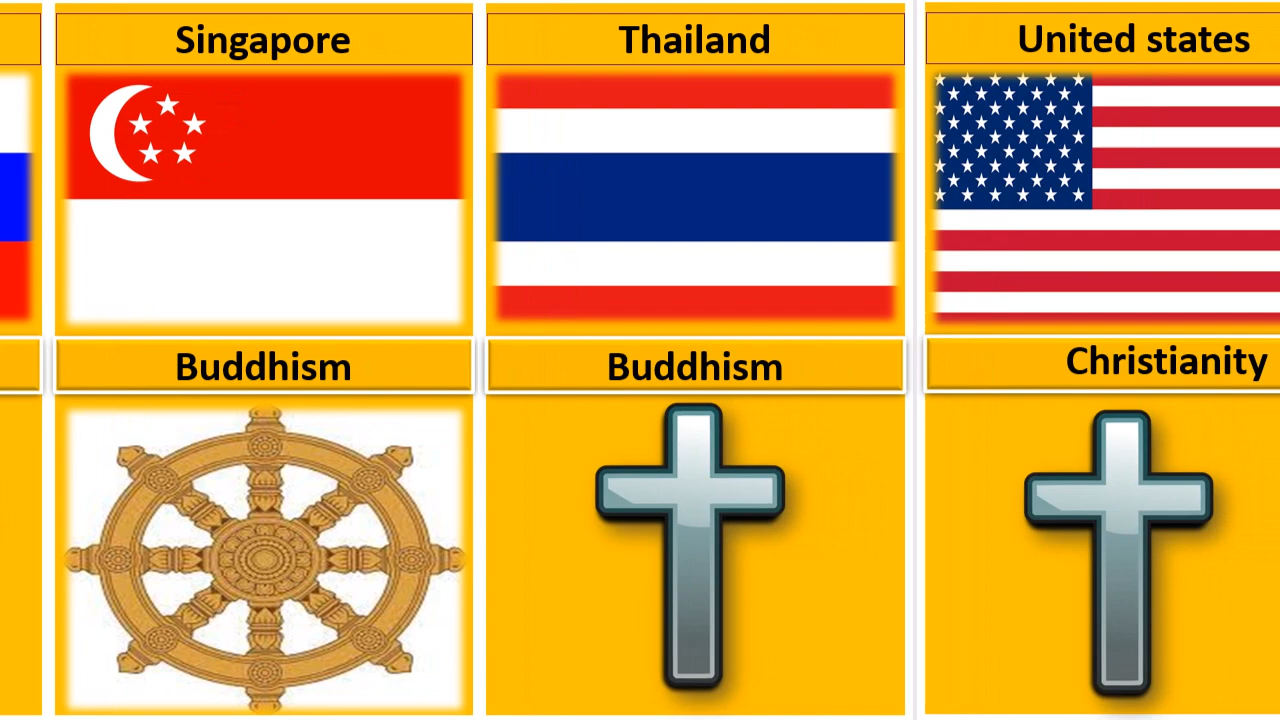 Singapore
Thailand
United states
Buddhism
Buddhism
Christianity